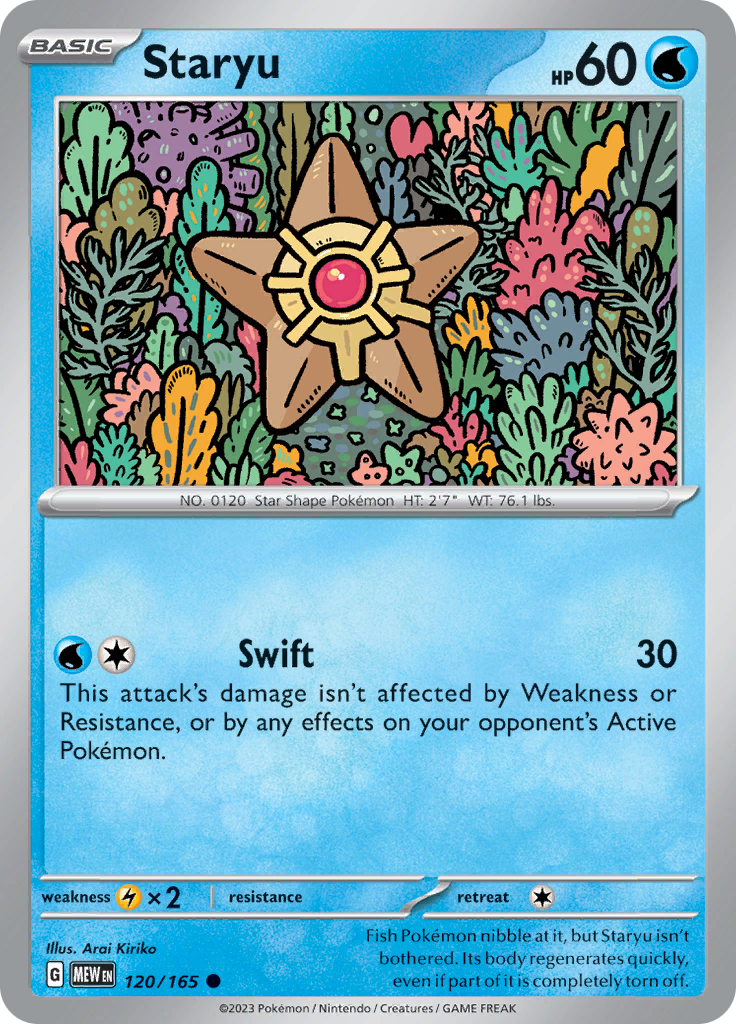 BASIC
Staryu
HP 60
NO. 0120 Star Shape Pokémon HT: 2'7" WT: 76.1 lbs.
Swift 30
This attack's damage isn't affected by Weakness or
Resistance, or by any effects on your opponent's Active
Pokémon.
weakness ×2 resistance retreat
Illus. Arai Kiriko
Fish Pokémon nibble at it, but Staryu isn't
bothered. Its body regenerates quickly,
even if part of it is completely torn off.
G MEW EN 120/165
©2023 Pokémon / Nintendo / Creatures / GAME FREAK